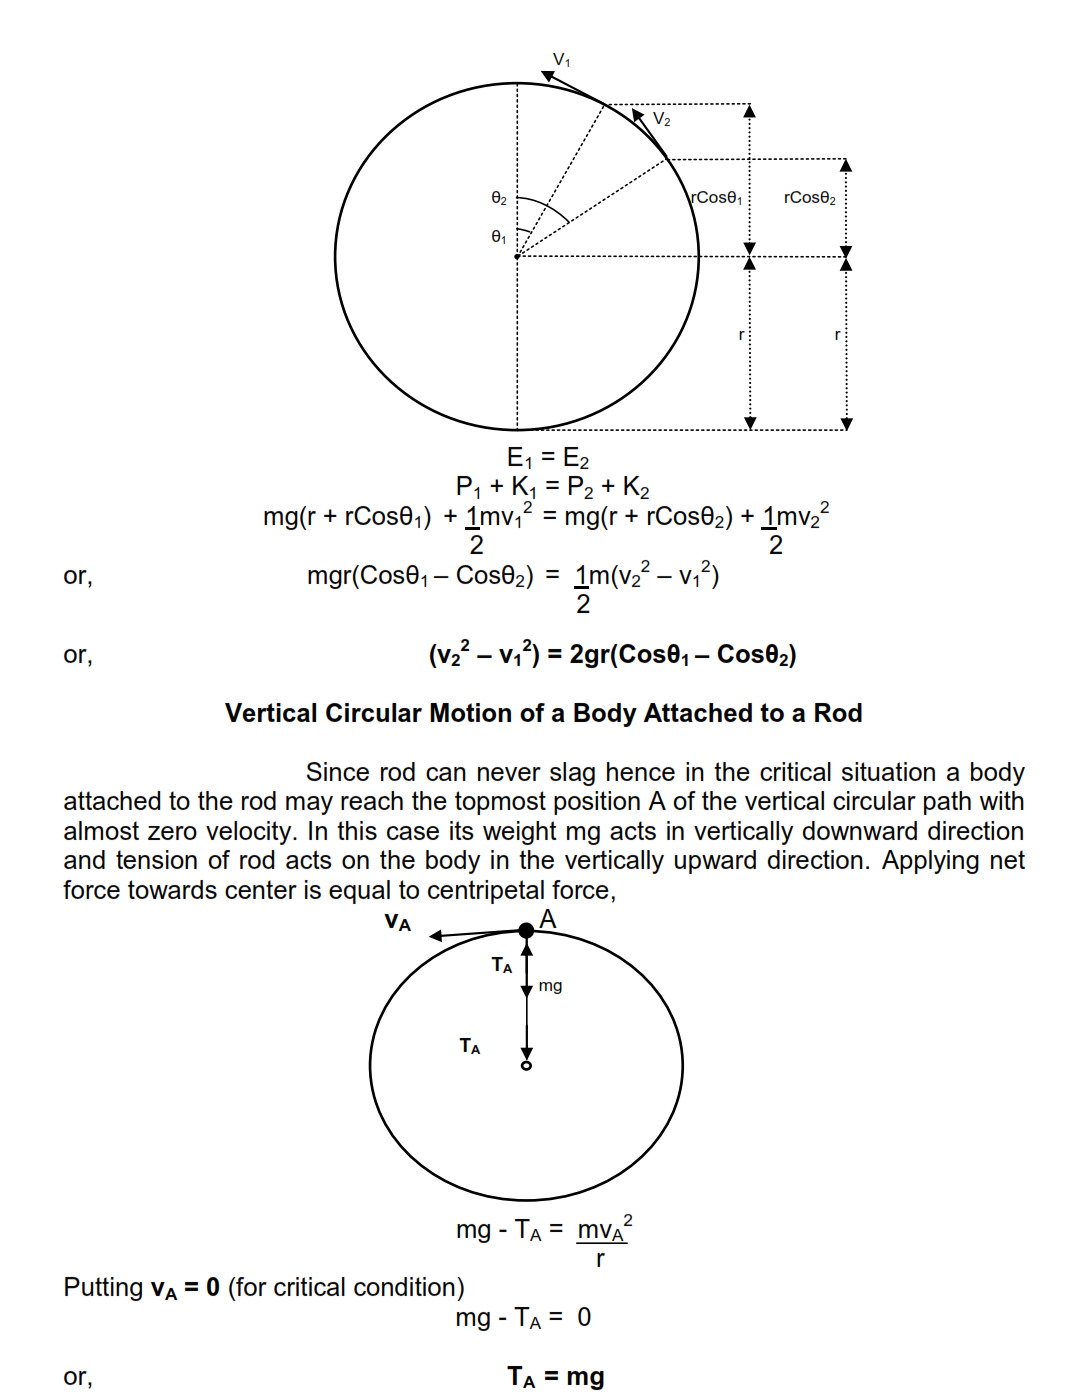 V₁
V₂
θ₂ rCosθ₁ rCosθ₂
θ₁
r r
E₁ = E₂
P₁ + K₁ = P₂ + K₂
mg(r + rCosθ₁) + 1mv₁² = mg(r + rCosθ₂) + 1mv₂²
2 2
or, mgr(Cosθ₁ – Cosθ₂) = 1m(v₂² – v₁²)
2
or, (v₂² – v₁²) = 2gr(Cosθ₁ – Cosθ₂)
Vertical Circular Motion of a Body Attached to a Rod
Since rod can never slag hence in the critical situation a body
attached to the rod may reach the topmost position A of the vertical circular path with
almost zero velocity. In this case its weight mg acts in vertically downward direction
and tension of rod acts on the body in the vertically upward direction. Applying net
force towards center is equal to centripetal force,
vA A
TA
mg
TA
mg - TA = mvA²
r
Putting vA = 0 (for critical condition)
mg - TA = 0
or, TA = mg